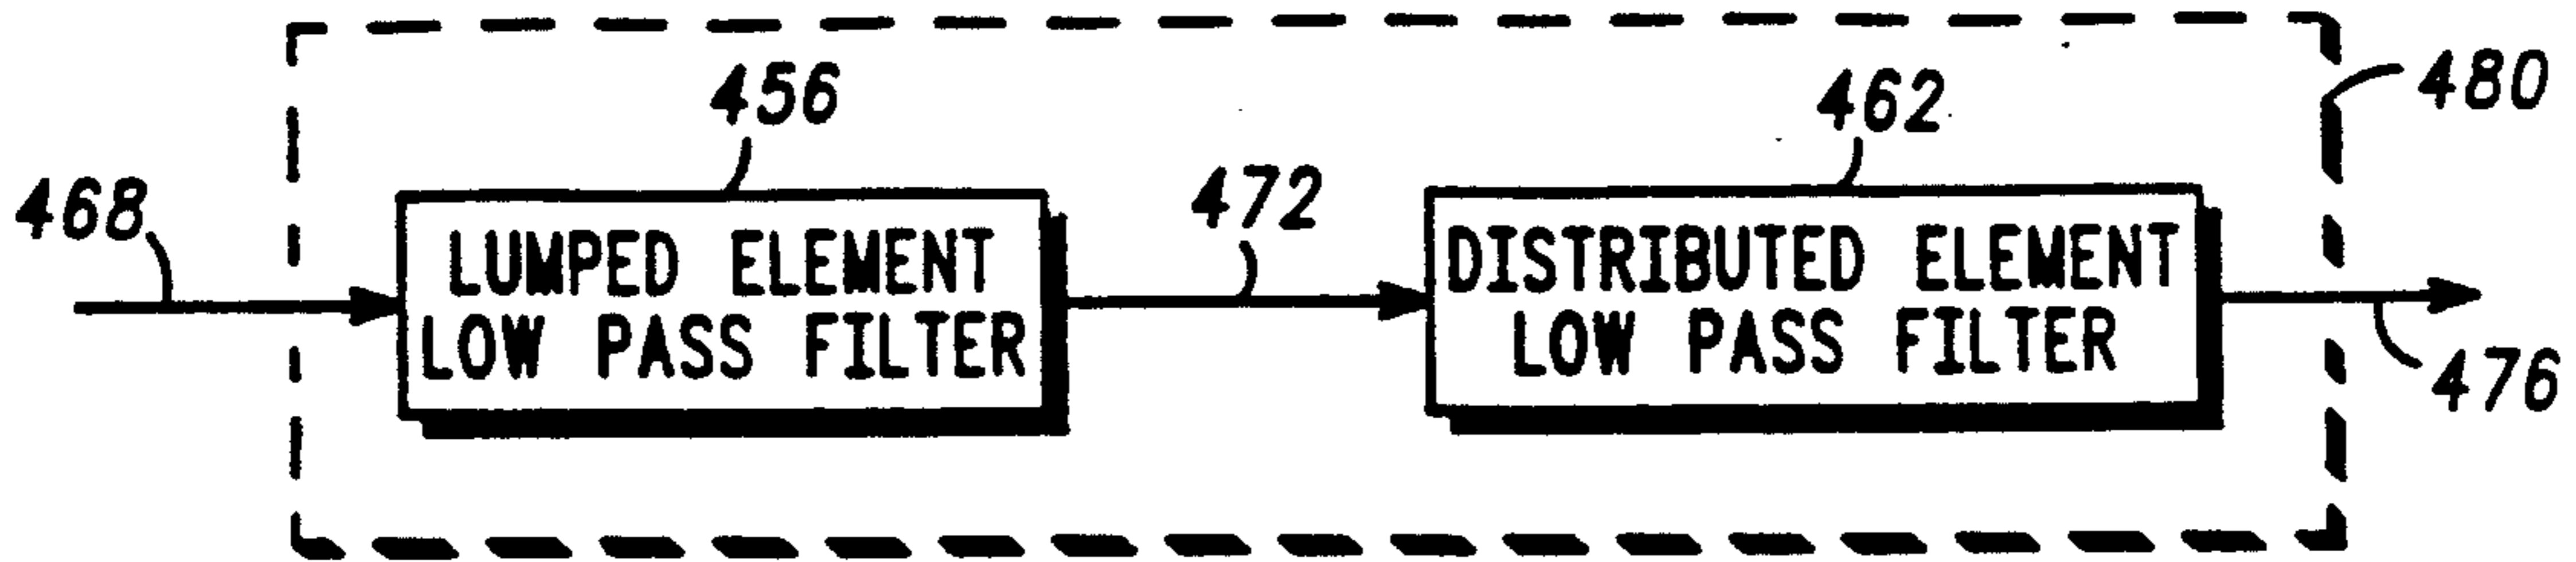 456
462
480
468
472
LUMPED ELEMENT
LOW PASS FILTER
DISTRIBUTED ELEMENT
LOW PASS FILTER
476